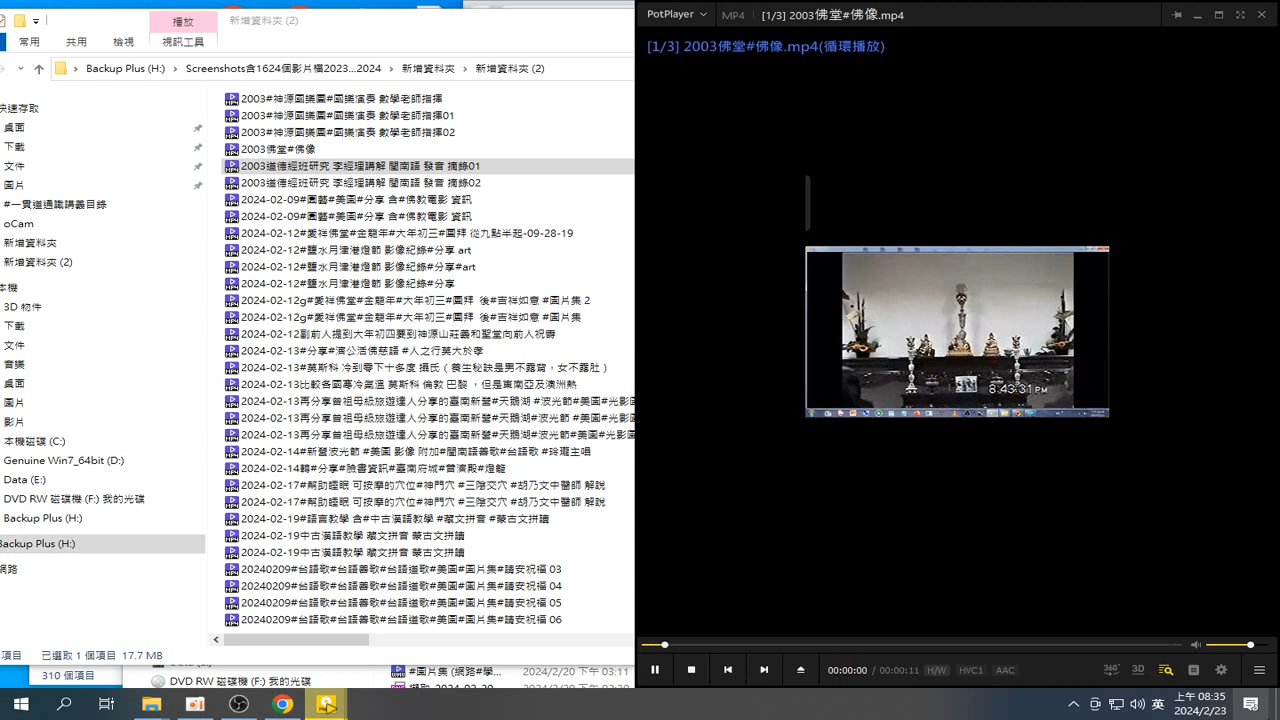 播放
新增資料夾 (2)
常用
共用
檢視
視訊工具
Backup Plus (H:)
Screenshots含1624個影片檔2023...2024
新增資料夾
新增資料夾 (2)
快速存取
桌面
下載
文件
圖片
#一貫道通識講義目錄
oCam
新增資料夾
新增資料夾 (2)
本機
3D 物件
下載
文件
音樂
桌面
圖片
影片
本機磁碟 (C:)
Genuine Win7_64bit (D:)
Data (E:)
DVD RW 磁碟機 (F:) 我的光碟
Backup Plus (H:)
Backup Plus (H:)
網路
2003#神源國樂團#國樂演奏 數學老師指揮
2003#神源國樂團#國樂演奏 數學老師指揮01
2003#神源國樂團#國樂演奏 數學老師指揮02
2003佛堂#佛像
2003道德經班研究 李經理講解 閩南語 發音 摘錄01
2003道德經班研究 李經理講解 閩南語 發音 摘錄02
2024-02-09#園藝#美圖#分享 含#佛教電影 資訊
2024-02-09#園藝#美圖#分享 含#佛教電影 資訊
2024-02-12#愛祥佛堂#金龍年#大年初三#團拜 從九點半起-09-28-19
2024-02-12#鹽水月津港燈節 影像紀錄#分享 art
2024-02-12#鹽水月津港燈節 影像紀錄#分享#art
2024-02-12#鹽水月津港燈節 影像紀錄#分享
2024-02-12g#愛祥佛堂#金龍年#大年初三#團拜 後#吉祥如意 #圖片集 2
2024-02-12g#愛祥佛堂#金龍年#大年初三#團拜 後#吉祥如意 #圖片集
2024-02-12副前人提到大年初四要到神源山莊義和聖堂向前人祝壽
2024-02-13#分享#濟公活佛慈語 #人之行莫大於孝
2024-02-13#莫斯科 冷到零下十多度 攝氏（養生秘訣是男不露背，女不露肚）
2024-02-13比較各國寒冷氣溫 莫斯科 倫敦 巴黎 ，但是東南亞及澳洲熱
2024-02-13再分享曾祖母級旅遊達人分享的臺南新營#天鵝湖 #波光節#美圖#光影圖
2024-02-13再分享曾祖母級旅遊達人分享的臺南新營#天鵝湖 #波光節#美圖#光影圖
2024-02-13再分享曾祖母級旅遊達人分享的臺南新營#天鵝湖#波光節#美圖#光影圖
2024-02-14#新營波光節 #美圖 影像 附加#閩南語善歌#台語歌 #玲瓏主唱
2024-02-14轉#分享#臉書資訊#臺南府城#普濟殿#燈籠
2024-02-17#幫助睡眠 可按摩的穴位#神門穴 #三陰交穴 #胡乃文中醫師 解說
2024-02-17#幫助睡眠 可按摩的穴位#神門穴 #三陰交穴 #胡乃文中醫師 解說
2024-02-19#語言教學 含#中古漢語教學 #藏文拼音 #蒙古文拼讀
2024-02-19中古漢語教學 藏文拼音 蒙古文拼讀
2024-02-19中古漢語教學 藏文拼音 蒙古文拼讀
20240209#台語歌#台語善歌#台語道歌#美圖#圖片集#請安祝福 03
20240209#台語歌#台語善歌#台語道歌#美圖#圖片集#請安祝福 04
20240209#台語歌#台語善歌#台語道歌#美圖#圖片集#請安祝福 05
20240209#台語歌#台語善歌#台語道歌#美圖#圖片集#請安祝福 06
項目 已選取 1 個項目 17.7 MB
310 個項目
DVD RW 磁碟機 (F:) 我的光碟
#圖片集 (網路#學... 2024/2/20 下午 03:11
PotPlayer
MP4
[1/3] 2003佛堂#佛像.mp4
[1/3] 2003佛堂#佛像.mp4(循環播放)
8:43:31 PM
00:00:00 / 00:00:11 H/W HVC1 AAC
360°
3D
英
上午 08:35
2024/2/23